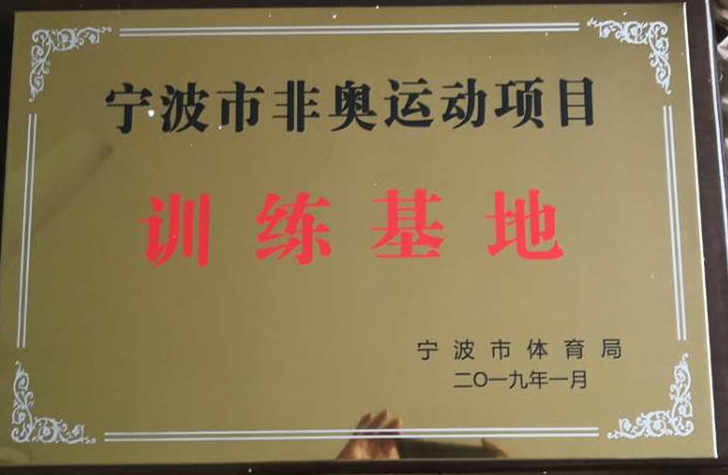 宁波市非奥运动项目
训练基地
宁波市体育局
二〇一九年一月